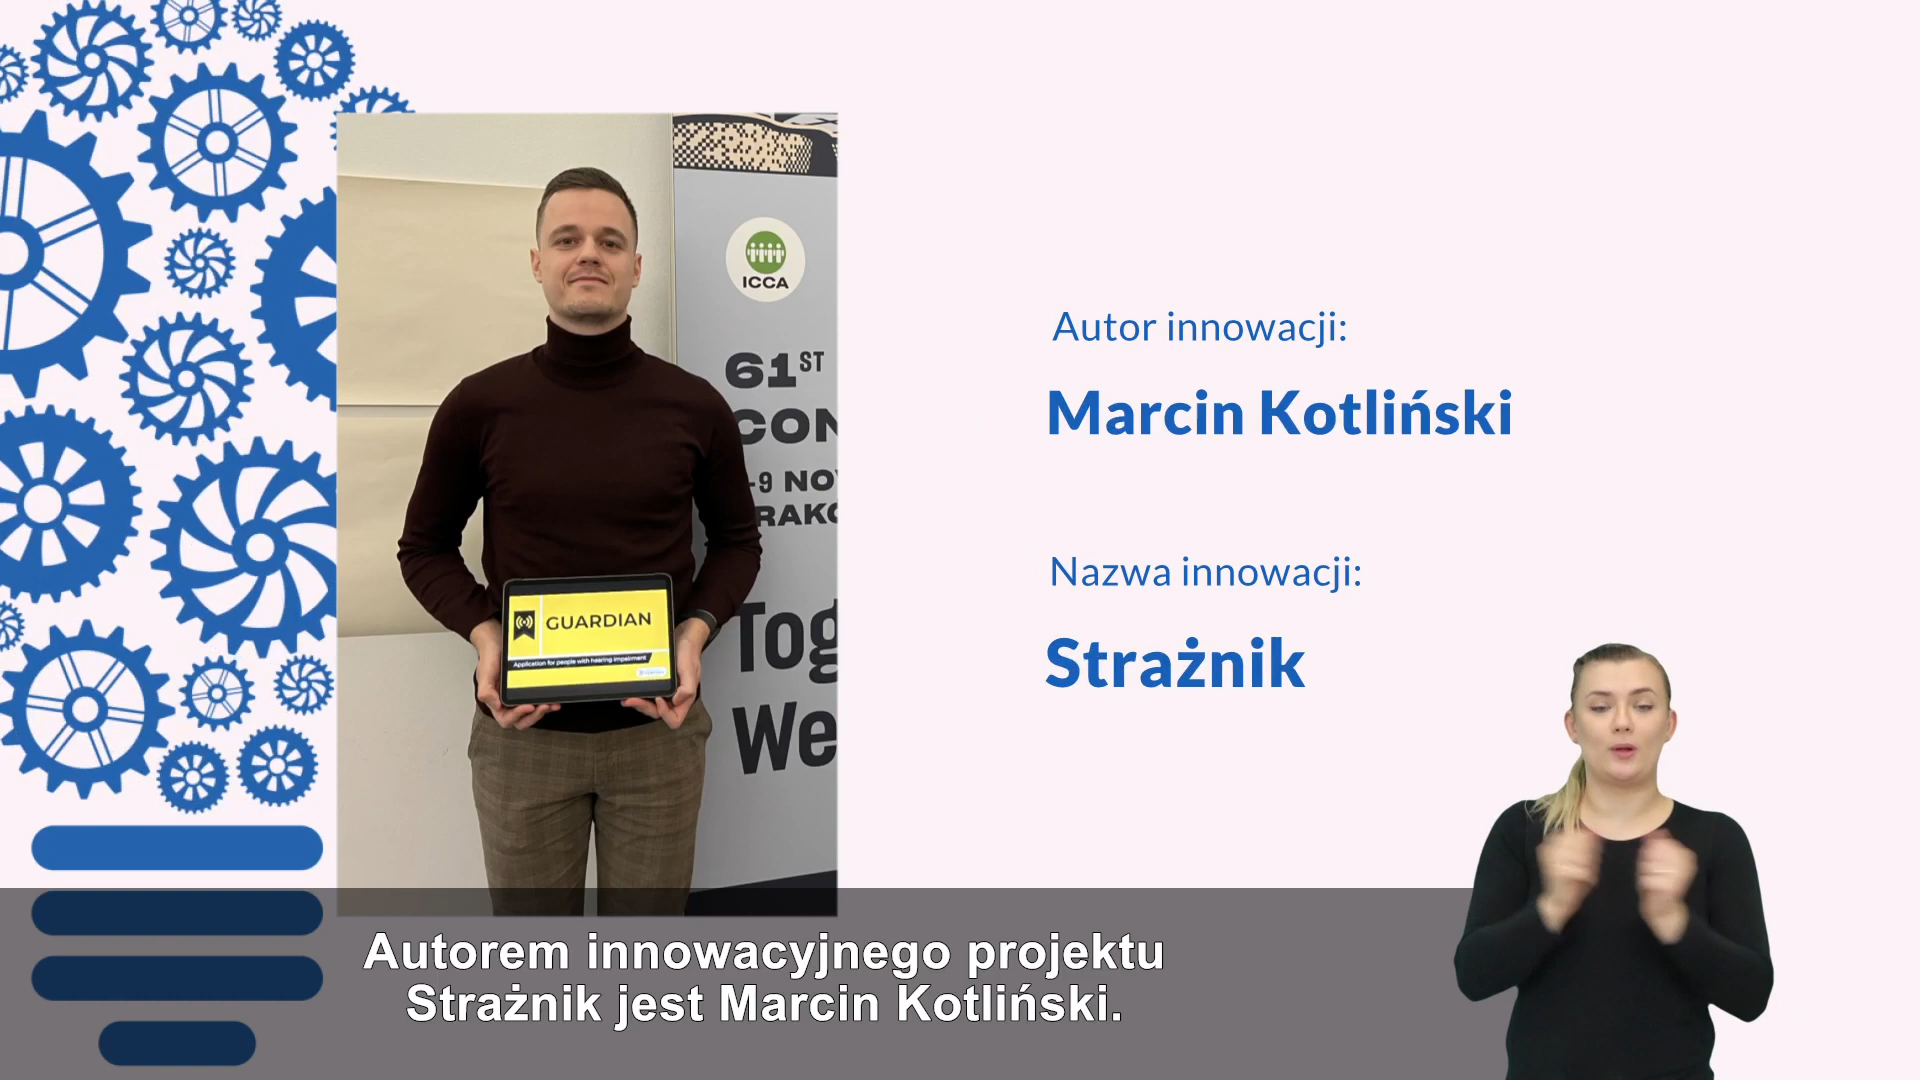 ICCA
61ST
CON
-9 NO
RAKO
Tog
We
GUARDIAN
Application for people with hearing impairment
Autor innowacji:
Marcin Kotliński
Nazwa innowacji:
Strażnik
Autorem innowacyjnego projektu
Strażnik jest Marcin Kotliński.